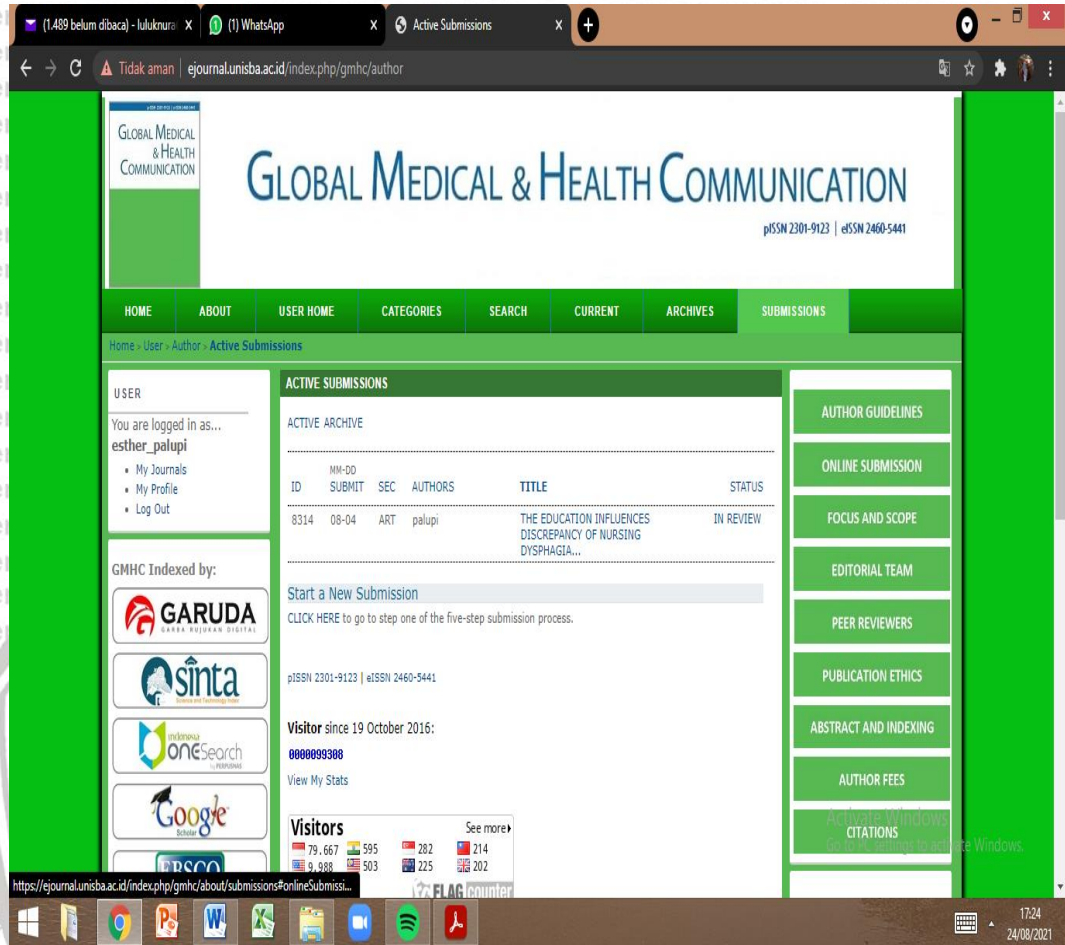 (1.489 belum dibaca) - luluknura
(1) WhatsApp
Active Submissions
Tidak aman | ejournal.unisba.ac.id/index.php/gmhc/author
GLOBAL MEDICAL
& HEALTH
COMMUNICATION
GLOBAL MEDICAL & HEALTH COMMUNICATION
pISSN 2301-9123 | eISSN 2460-5441
HOME ABOUT USER HOME CATEGORIES SEARCH CURRENT ARCHIVES SUBMISSIONS
Home > User > Author > Active Submissions
USER
You are logged in as...
esther_palupi
My Journals
My Profile
Log Out
GMHC Indexed by:
GARUDA
GARBA RUJUKAN DIGITAL
sinta
Science and Technology Index
indonesia
OneSearch
by PERPUSNAS
Google
Scholar
EBSCO
ACTIVE SUBMISSIONS
ACTIVE ARCHIVE
MM-DD
ID SUBMIT SEC AUTHORS TITLE STATUS
8314 08-04 ART palupi THE EDUCATION INFLUENCES IN REVIEW
DISCREPANCY OF NURSING
DYSPHAGIA...
Start a New Submission
CLICK HERE to go to step one of the five-step submission process.
pISSN 2301-9123 | eISSN 2460-5441
Visitor since 19 October 2016:
0000099308
View My Stats
Visitors See more
79.667 595 282 214
9.988 503 225 202
FLAG counter
AUTHOR GUIDELINES
ONLINE SUBMISSION
FOCUS AND SCOPE
EDITORIAL TEAM
PEER REVIEWERS
PUBLICATION ETHICS
ABSTRACT AND INDEXING
AUTHOR FEES
CITATIONS
Activate Windows
Go to PC settings to activate Windows.
https://ejournal.unisba.ac.id/index.php/gmhc/about/submissions#onlineSubmissi...
17:24
24/08/2021